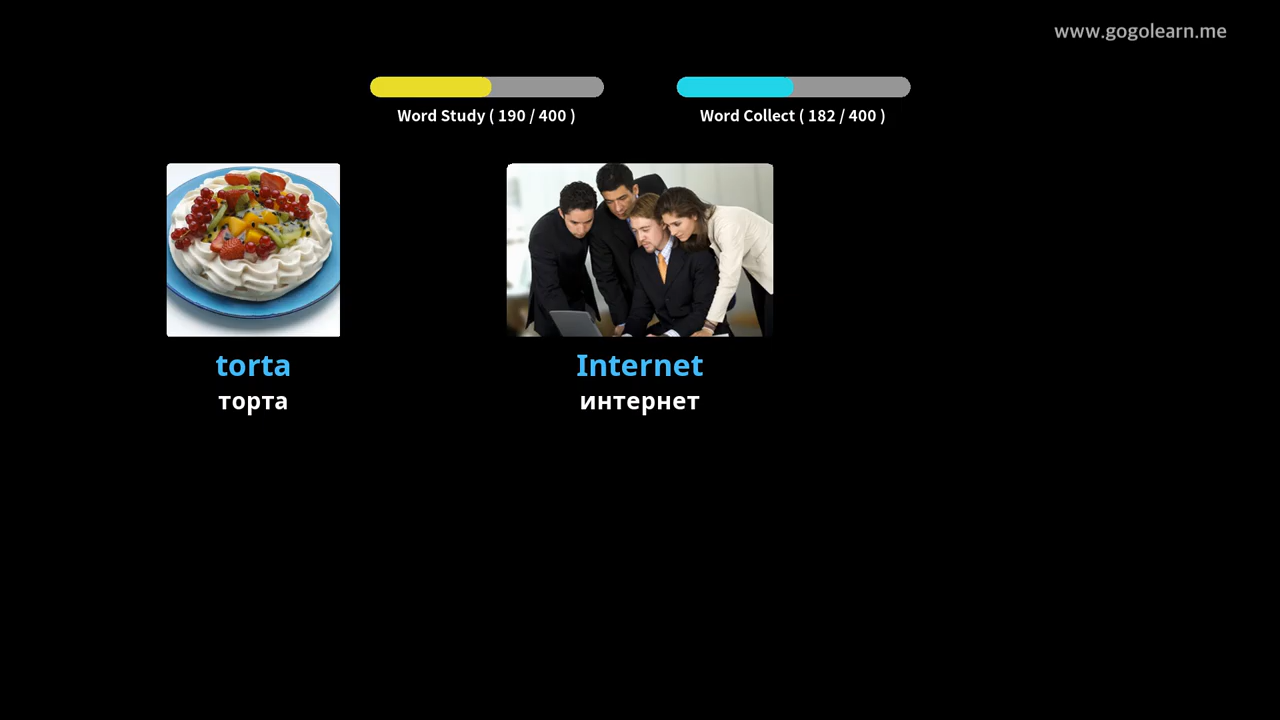 www.gogolearn.me
Word Study ( 190 / 400 )
Word Collect ( 182 / 400 )
torta
торта
Internet
интернет